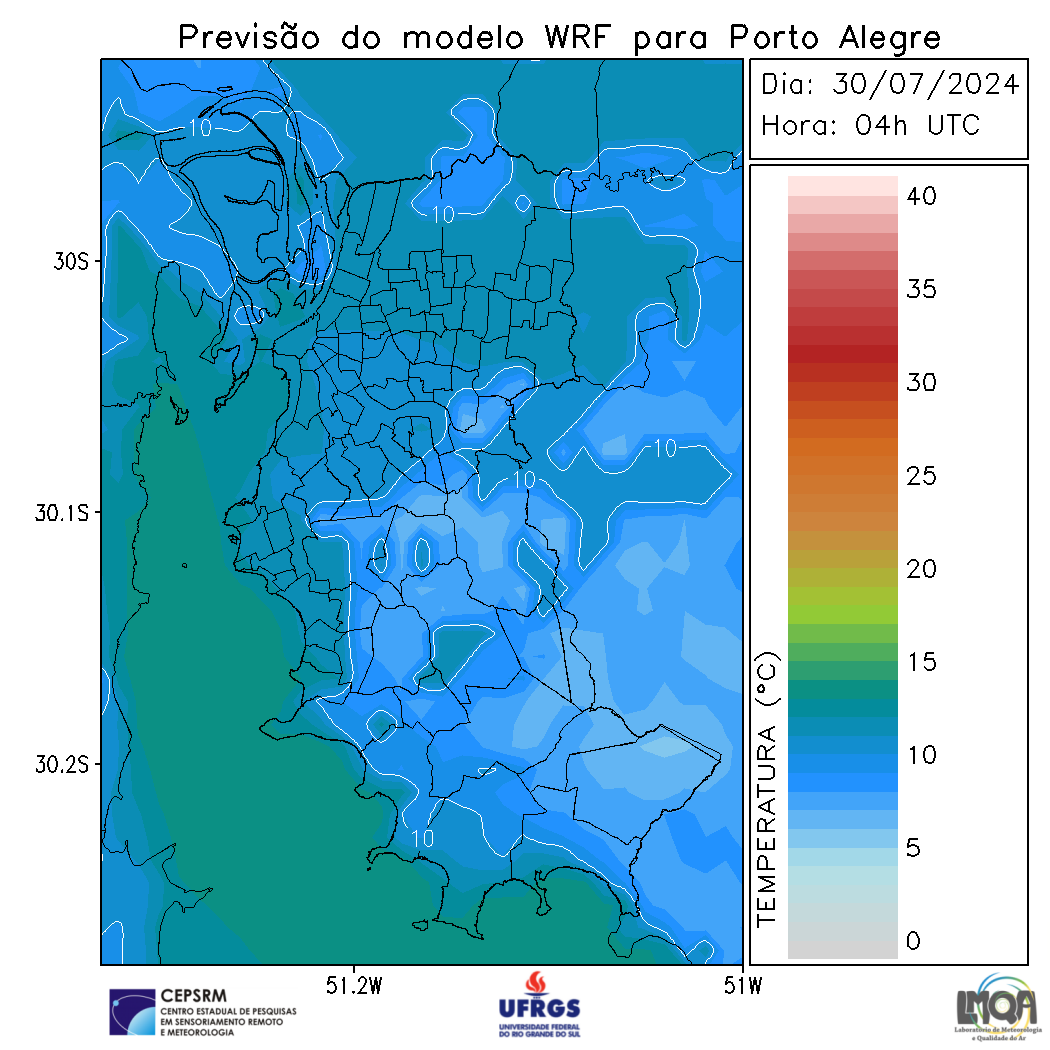 Previsão do modelo WRF para Porto Alegre
Dia: 30/07/2024
Hora: 04h UTC
10
10
10
10
10
30S
30.1S
30.2S
51.2W
51W
40
35
30
25
20
15
10
5
0
TEMPERATURA (°C)
CEPSRM
CENTRO ESTADUAL DE PESQUISAS
EM SENSORIAMENTO REMOTO
E METEOROLOGIA
UFRGS
UNIVERSIDADE FEDERAL
DO RIO GRANDE DO SUL
LMQA
Laboratório de Meteorologia
e Qualidade do Ar